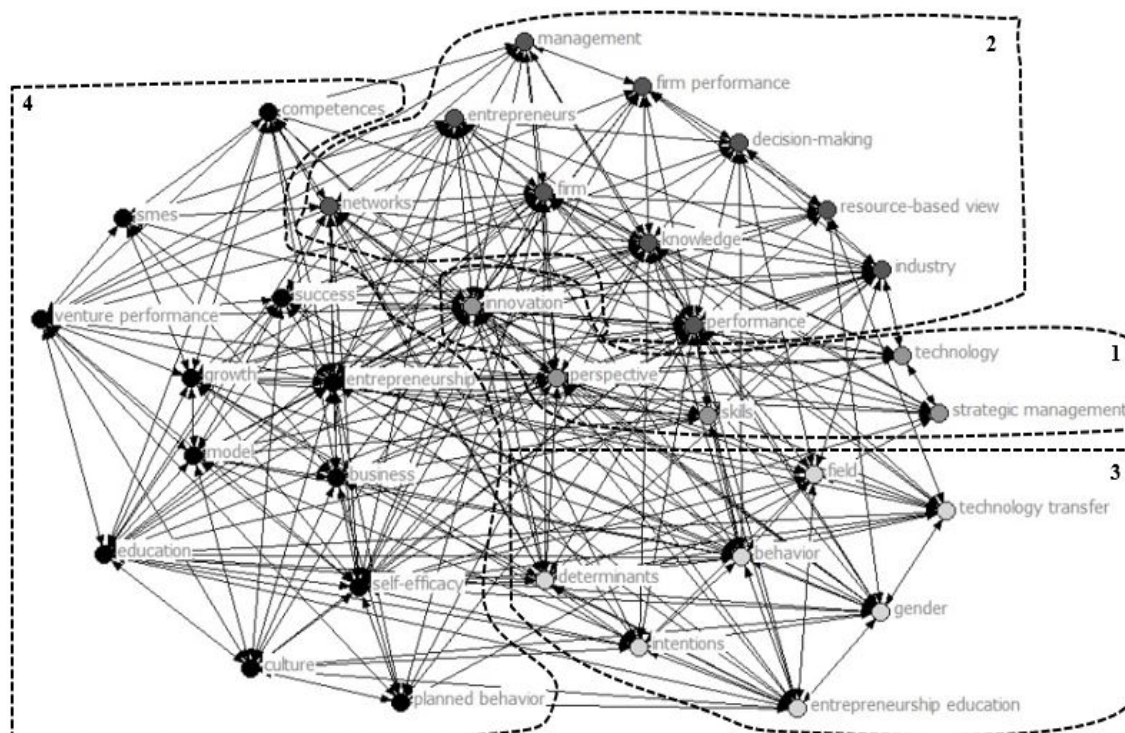 management
2
firm performance
4
competences
entrepreneurs
decision-making
networks
firm
smes
resource-based view
knowledge
industry
success
innovation
venture performance
performance
technology
1
growth
entrepreneurship
perspective
strategic management
skills
model
business
field
3
technology transfer
education
behavior
self-efficacy
determinants
gender
intentions
culture
planned behavior
entrepreneurship education